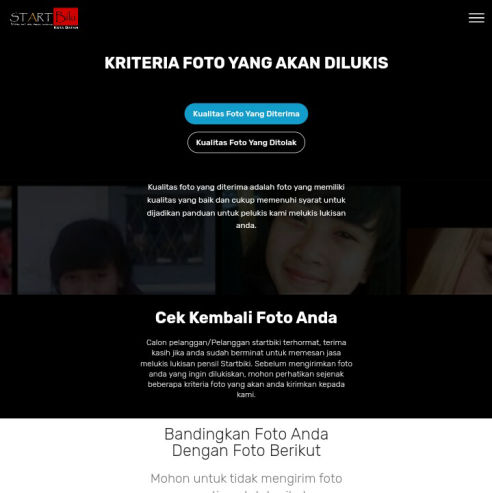 START Bila
KRITERIA FOTO YANG AKAN DILUKIS
Kualitas Foto Yang Diterima
Kualitas Foto Yang Ditolak
Kualitas foto yang diterima adalah foto yang memiliki
kualitas yang baik dan cukup memenuhi syarat untuk
dijadikan panduan untuk pelukis kami melukis lukisan
anda.
Cek Kembali Foto Anda
Calon pelanggan/Pelanggan startbiki terhormat, terima
kasih jika anda sudah berminat untuk memesan jasa
melukis lukisan pensil Startbiki. Sebelum mengirimkan foto
anda yang ingin dilukiskan, mohon perhatikan sejenak
beberapa kriteria foto yang akan anda kirimkan kepada
kami.
Bandingkan Foto Anda
Dengan Foto Berikut
Mohon untuk tidak mengirim foto